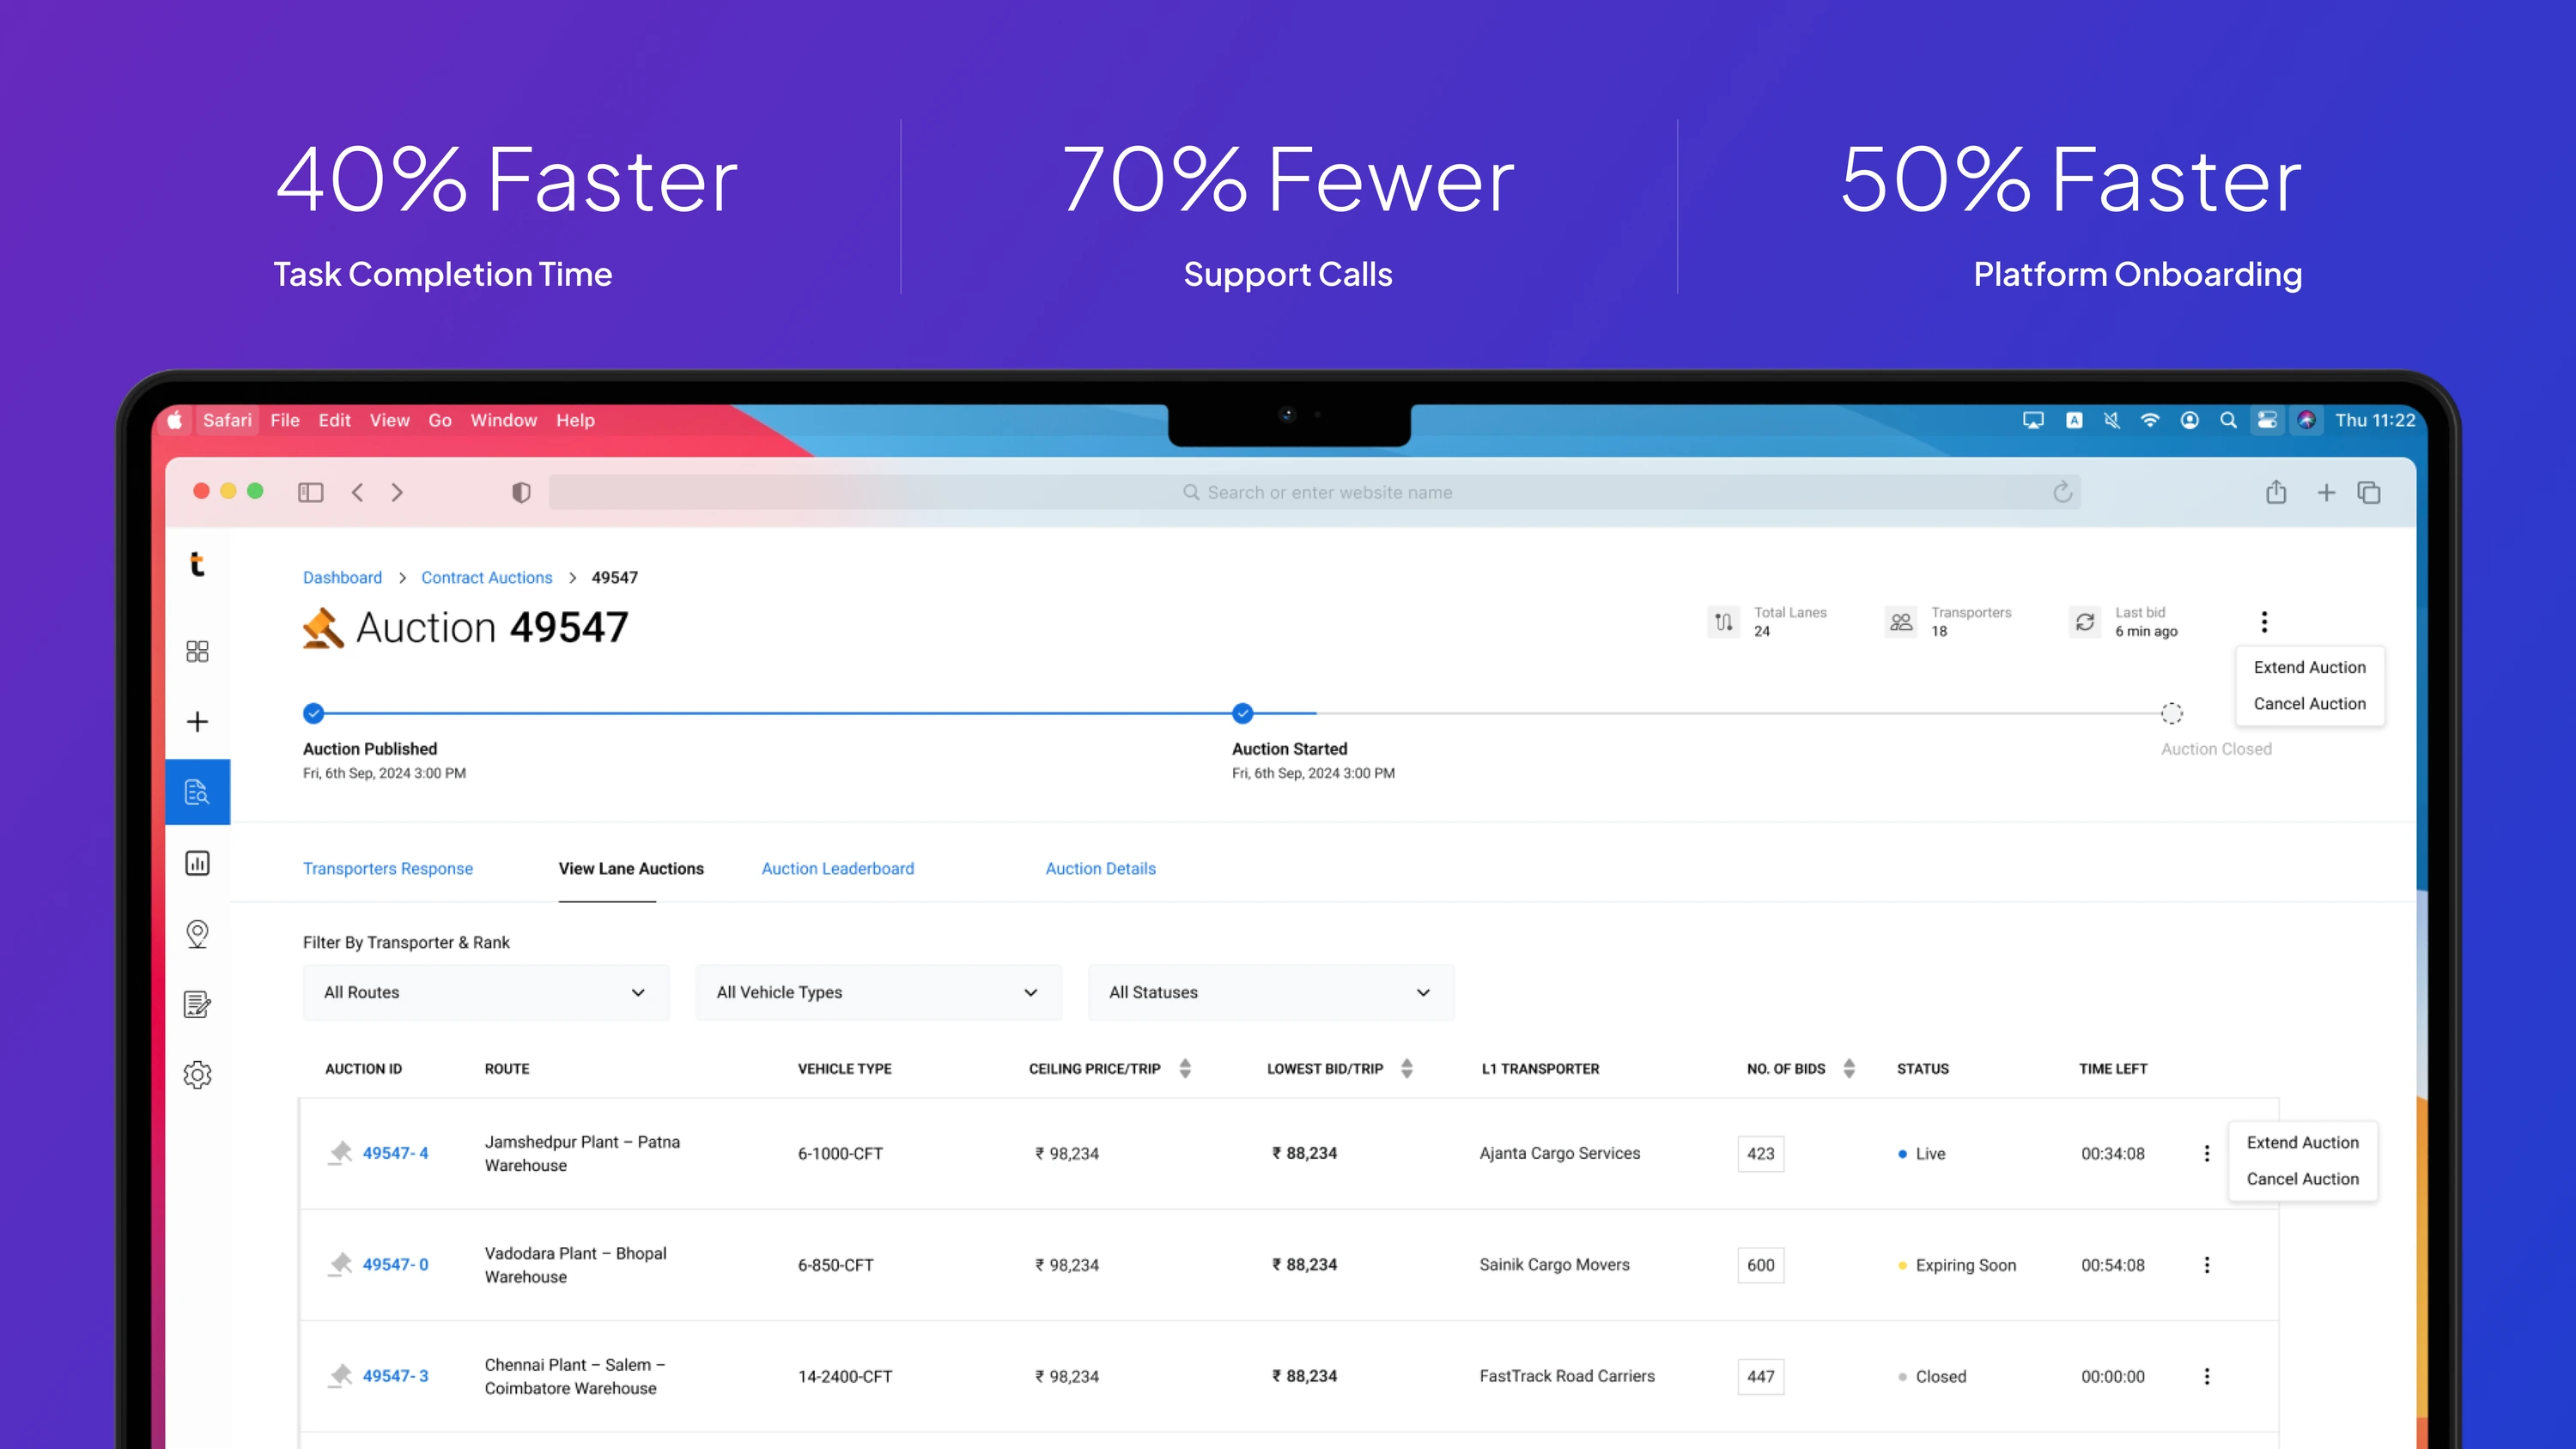 40% Faster
Task Completion Time
70% Fewer
Support Calls
50% Faster
Platform Onboarding
Safari File Edit View Go Window Help
A
Thu 11:22
Search or enter website name
t
Dashboard > Contract Auctions > 49547
Auction 49547
Total Lanes
24
Transporters
18
Last bid
6 min ago
Extend Auction
Cancel Auction
Auction Published
Fri, 6th Sep, 2024 3:00 PM
Auction Started
Fri, 6th Sep, 2024 3:00 PM
Auction Closed
Transporters Response View Lane Auctions Auction Leaderboard Auction Details
Filter By Transporter & Rank
All Routes All Vehicle Types All Statuses
AUCTION ID ROUTE VEHICLE TYPE CEILING PRICE/TRIP LOWEST BID/TRIP L1 TRANSPORTER NO. OF BIDS STATUS TIME LEFT
49547- 4
Jamshedpur Plant – Patna
Warehouse
6-1000-CFT ₹ 98,234 ₹ 88,234 Ajanta Cargo Services 423 Live 00:34:08
Extend Auction
Cancel Auction
49547- 0
Vadodara Plant – Bhopal
Warehouse
6-850-CFT ₹ 98,234 ₹ 88,234 Sainik Cargo Movers 600 Expiring Soon 00:54:08
49547- 3
Chennai Plant – Salem –
Coimbatore Warehouse
14-2400-CFT ₹ 98,234 ₹ 88,234 FastTrack Road Carriers 447 Closed 00:00:00